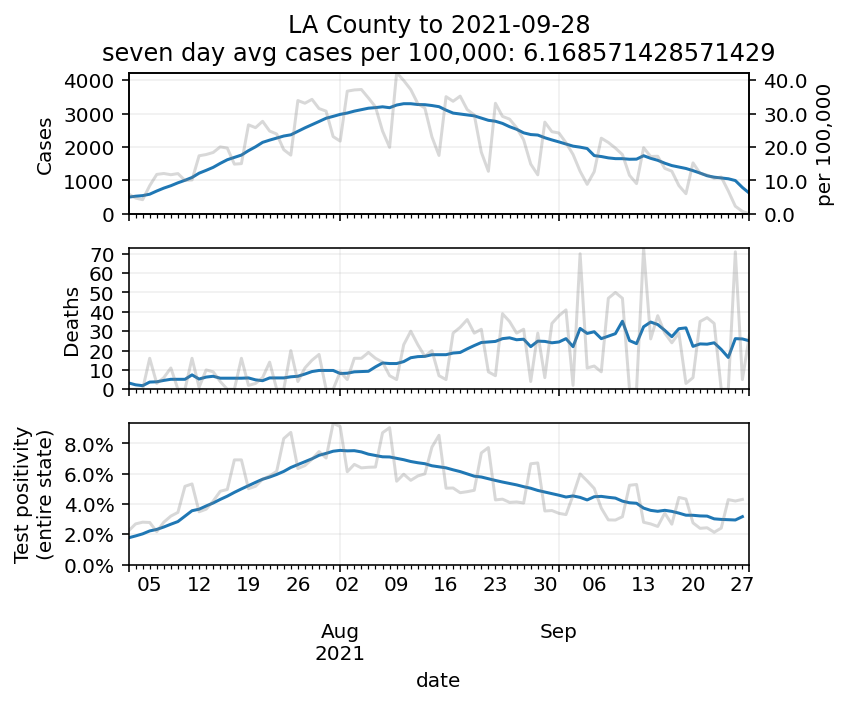 LA County to 2021-09-28
seven day avg cases per 100,000: 6.168571428571429
4000
3000
2000
1000
0
Cases
40.0
30.0
20.0
10.0
0.0
per 100,000
70
60
50
40
30
20
10
0
Deaths
8.0%
6.0%
4.0%
2.0%
0.0%
Test positivity
(entire state)
05 12 19 26 02 09 16 23 30 06 13 20 27
Aug Sep
2021
date